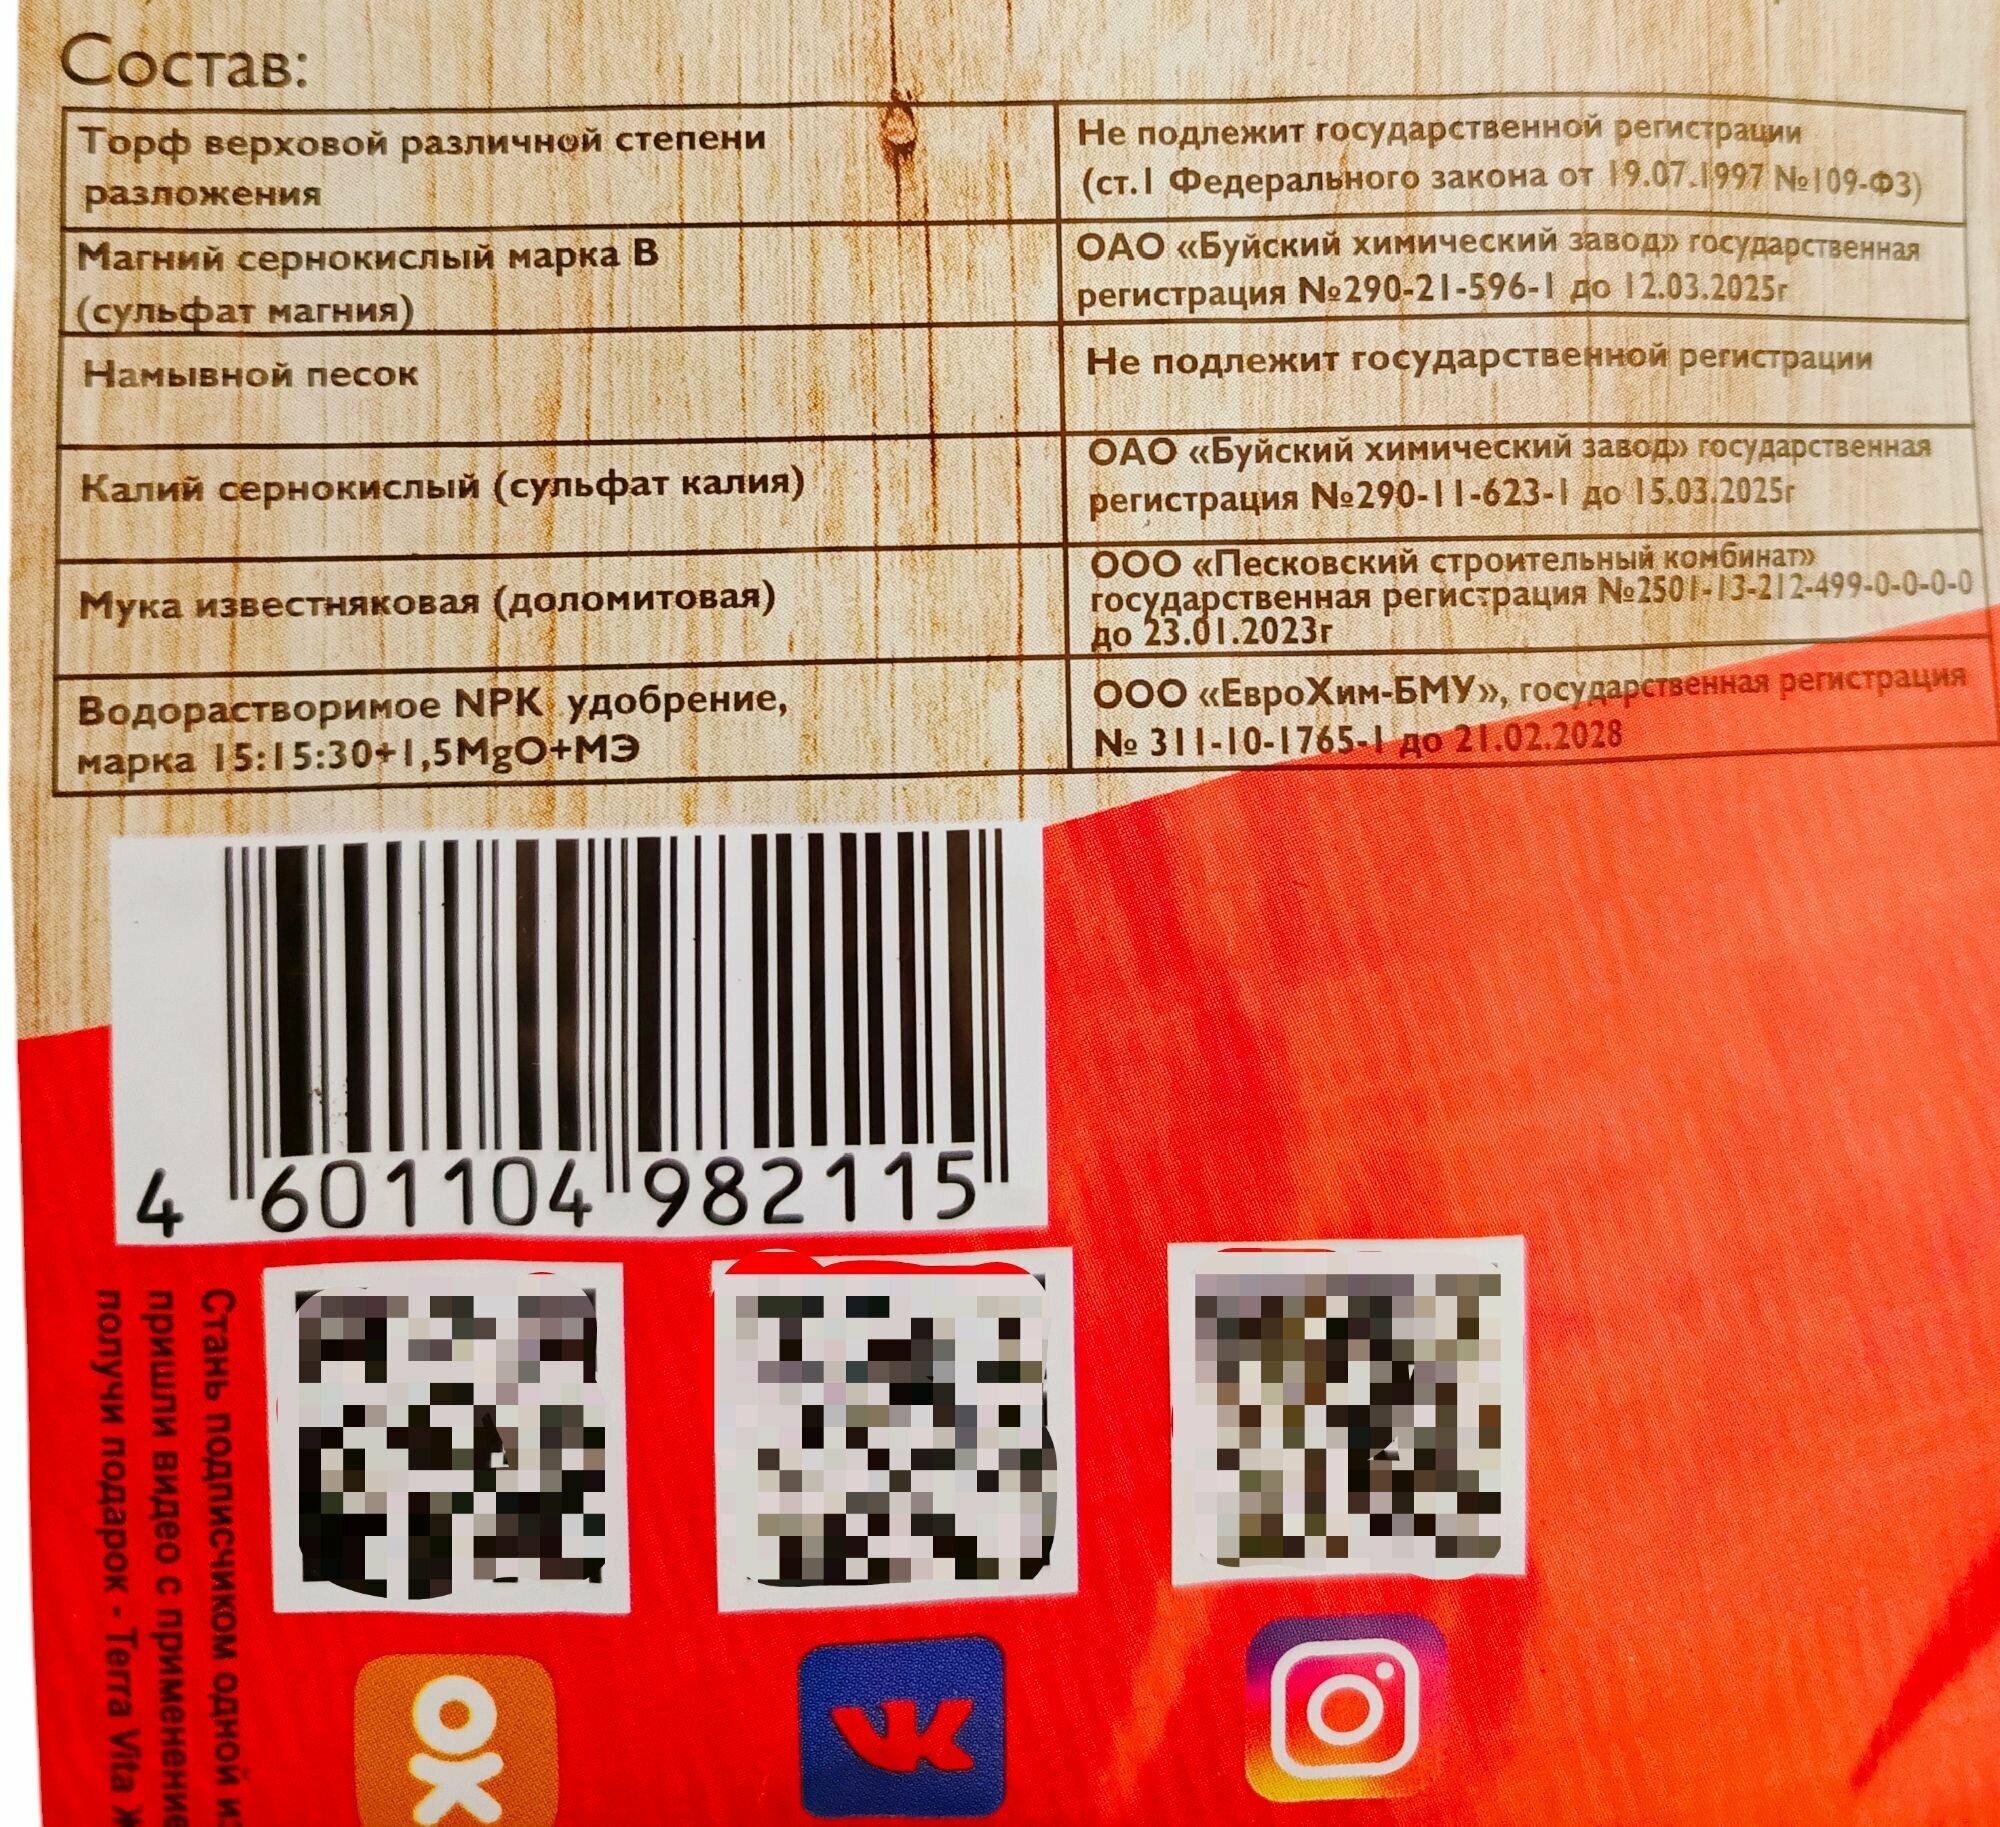 Состав:
Торф верховой различной степени
разложения
Не подлежит государственной регистрации
(ст.1 Федерального закона от 19.07.1997 №109-ФЗ)
Магний сернокислый марка В
(сульфат магния)
ОАО «Буйский химический завод» государственная
регистрация №290-21-596-1 до 12.03.2025г
Намывной песок
Не подлежит государственной регистрации
Калий сернокислый (сульфат калия)
ОАО «Буйский химический завод» государственная
регистрация №290-11-623-1 до 15.03.2025г
Мука известняковая (доломитовая)
ООО «Песковский строительный комбинат»
государственная регистрация №2501-13-212-499-0-0-0-0
до 23.01.2023г
Водорастворимое NPK удобрение,
марка 15:15:30+1,5MgO+МЭ
ООО «ЕвроХим-БМУ», государственная регистрация
№ 311-10-1765-1 до 21.02.2028
4 601104 982115
Стань подписчиком одной из
пришли видео с применение
получи подарок - Terra Vita Ж